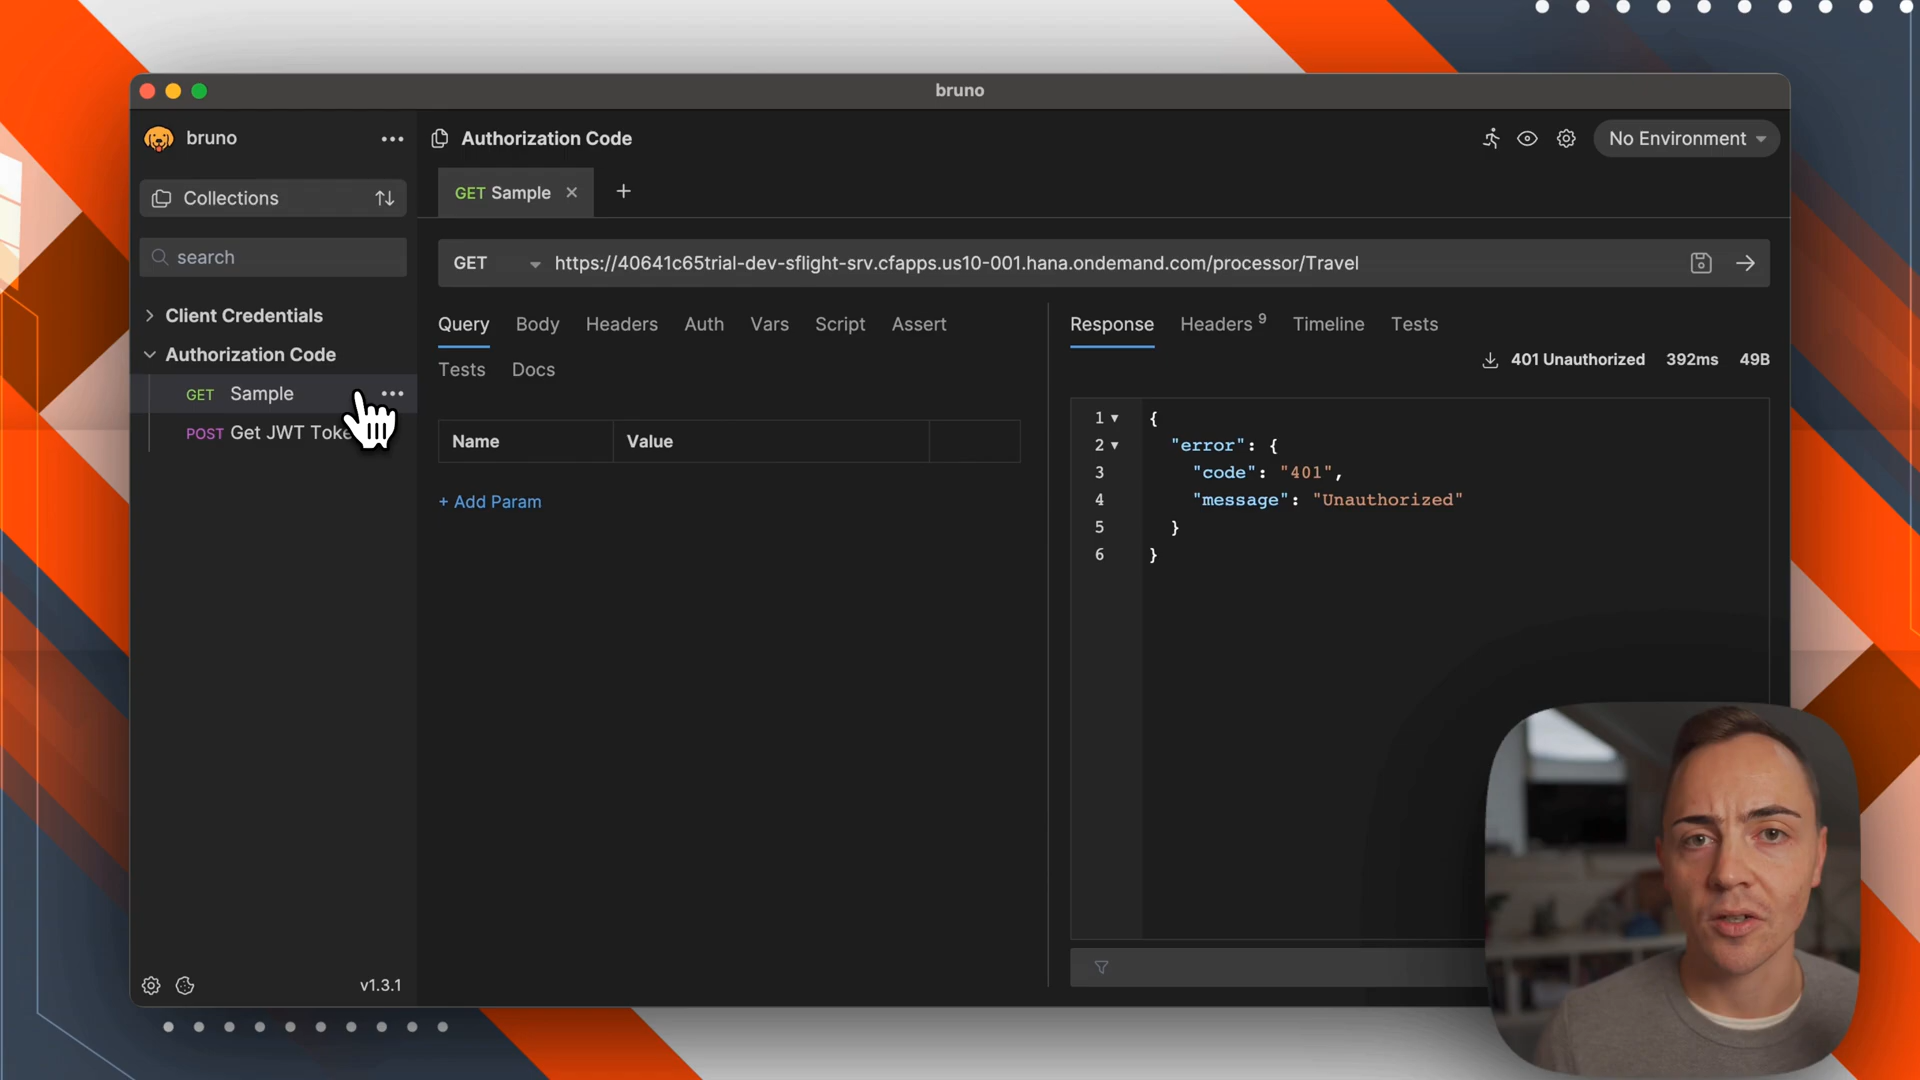 bruno
bruno
Authorization Code
No Environment
Collections
GET Sample
search
GET
https://40641c65trial-dev-sflight-srv.cfapps.us10-001.hana.ondemand.com/processor/Travel
Client Credentials
Authorization Code
GET Sample
POST Get JWT Toke
Query Body Headers Auth Vars Script Assert
Tests Docs
Name Value
+ Add Param
Response Headers 9 Timeline Tests
401 Unauthorized 392ms 49B
1 {
2 "error": {
3 "code": "401",
4 "message": "Unauthorized"
5 }
6 }
v1.3.1